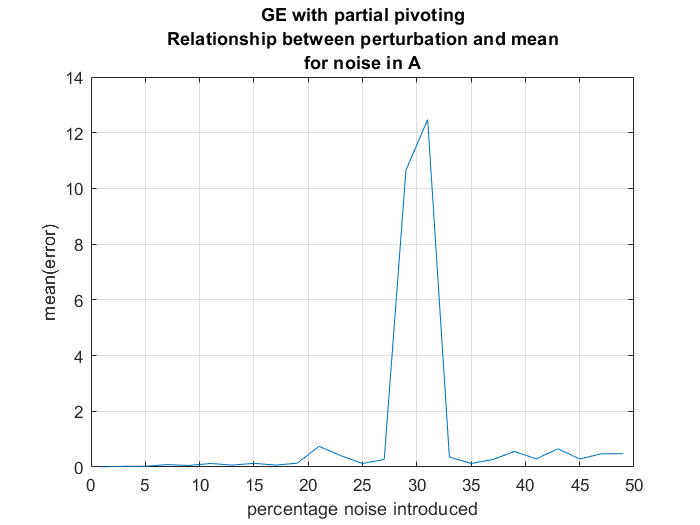 GE with partial pivoting
Relationship between perturbation and mean
for noise in A
14
12
10
8
6
4
2
0
mean(error)
0 5 10 15 20 25 30 35 40 45 50
percentage noise introduced